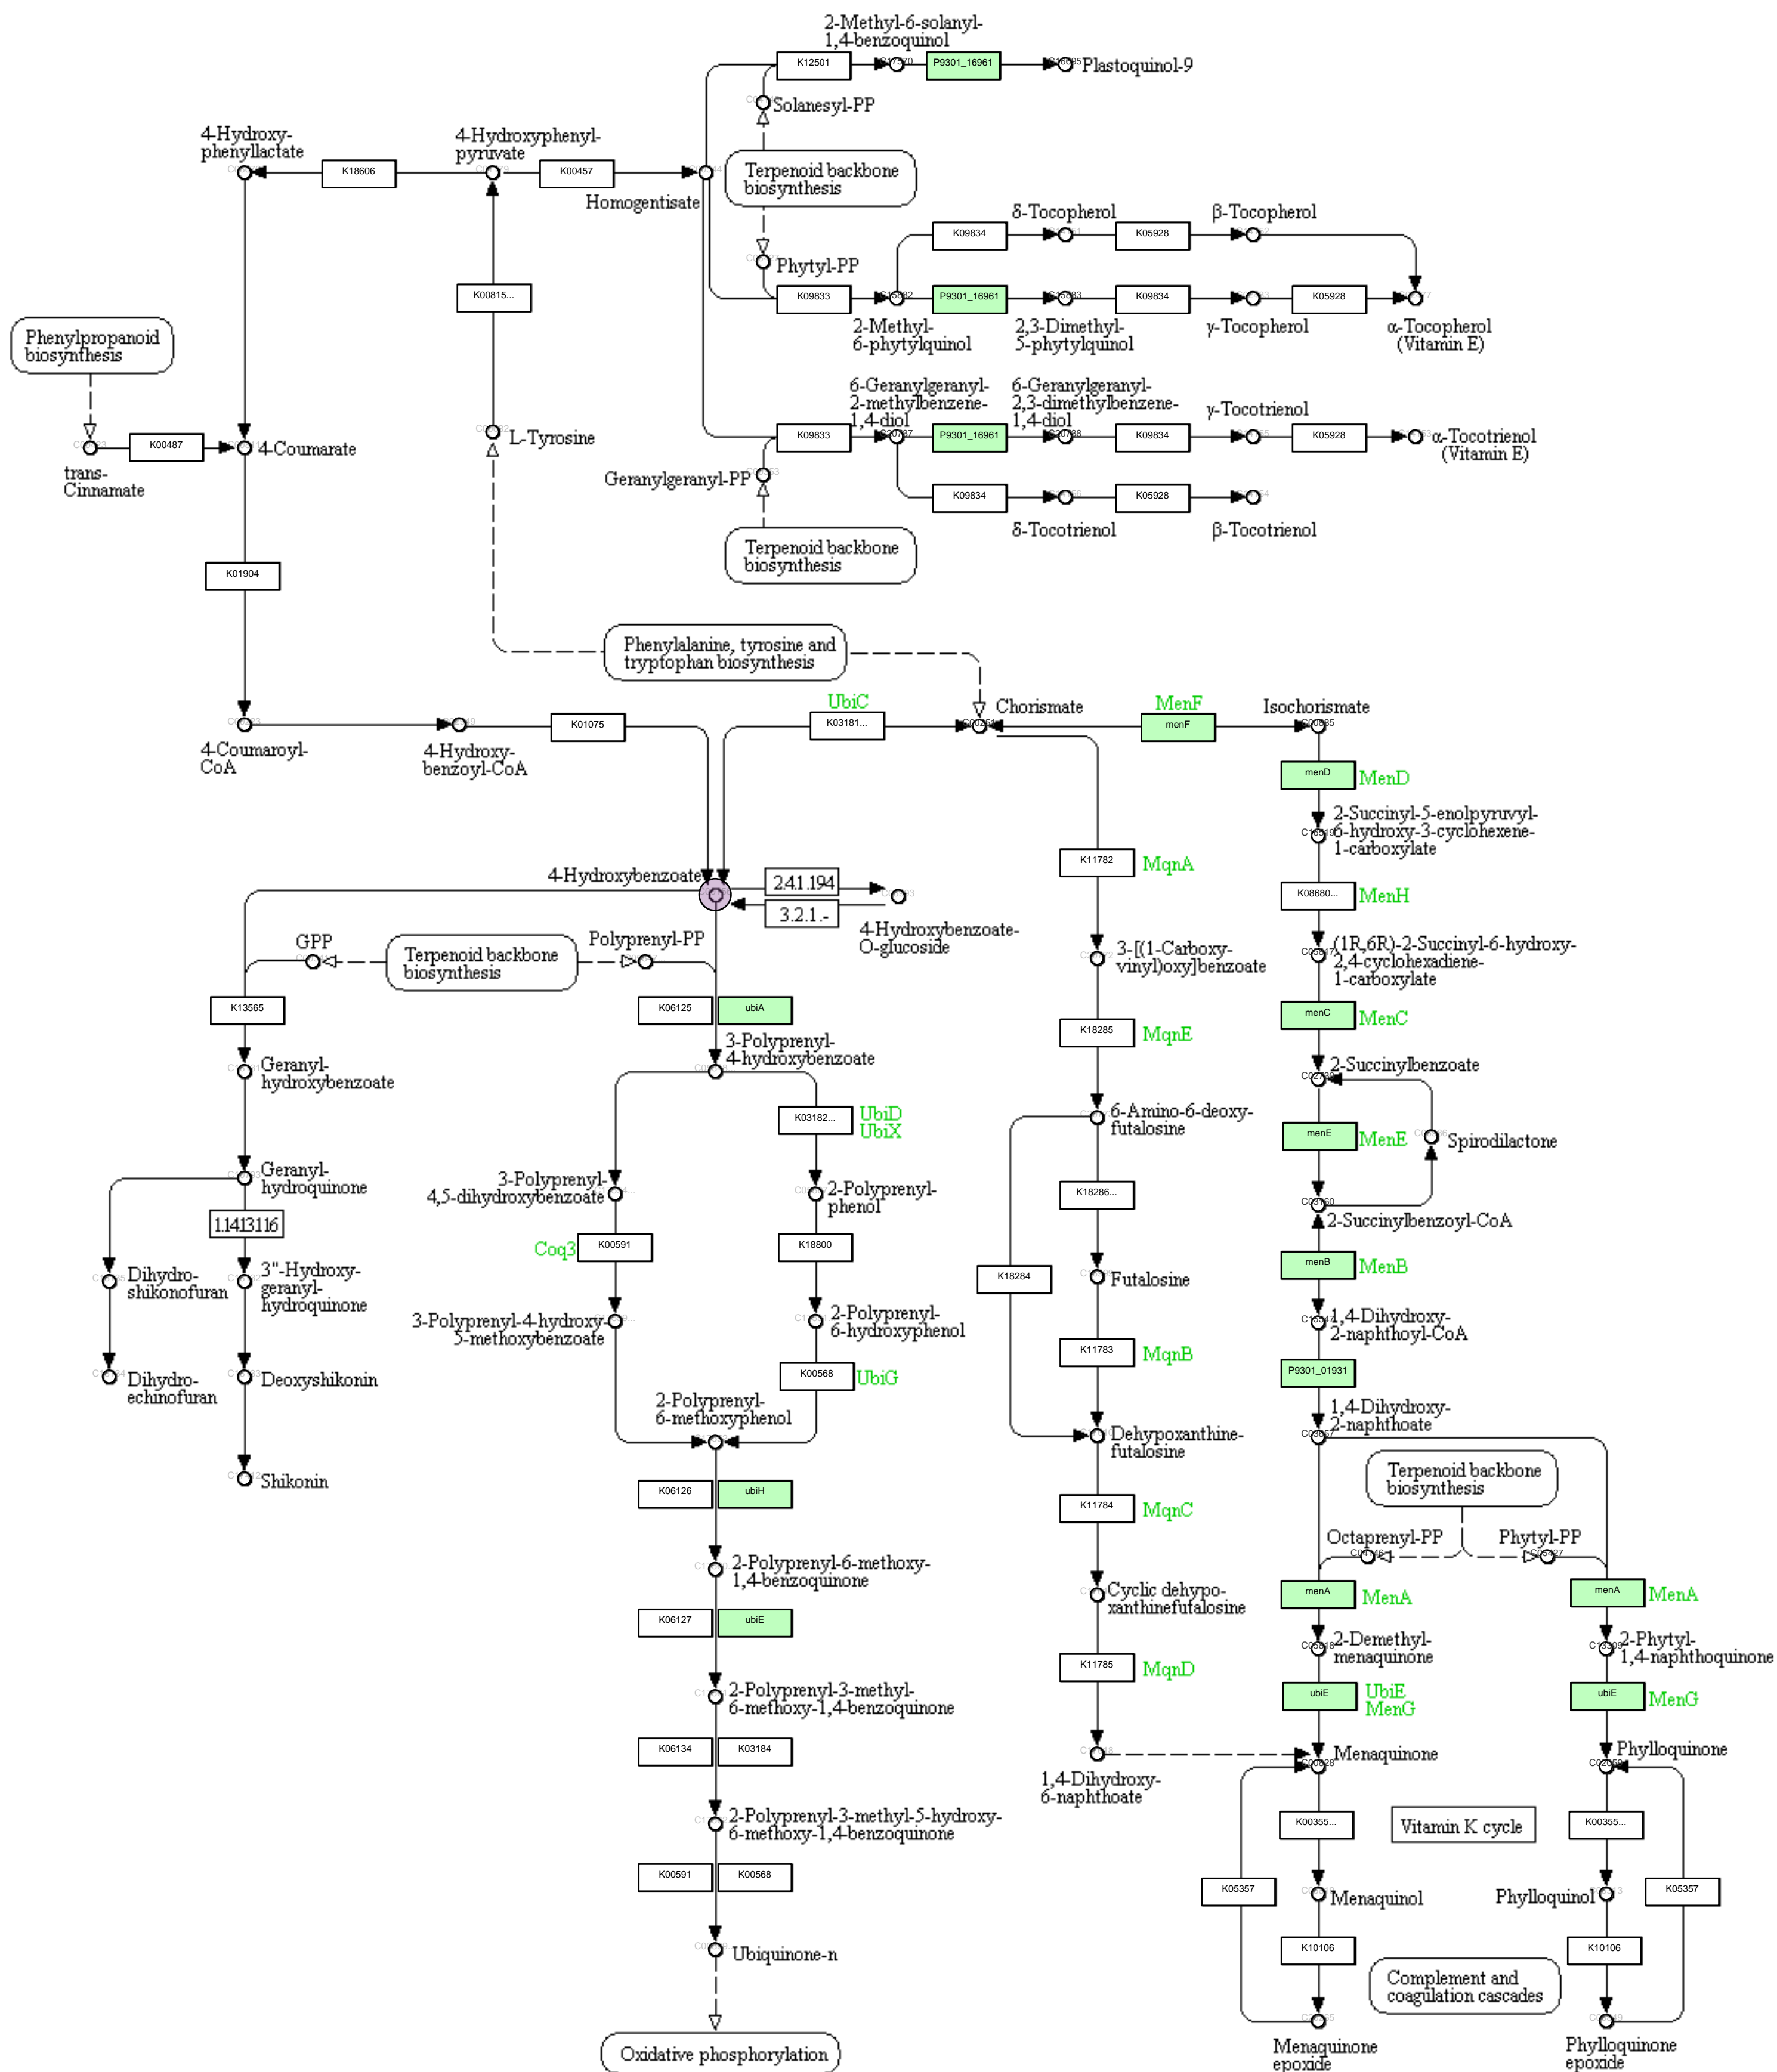 2-Methyl-6-solanyl-
1,4-benzoquinol
K12501
P9301_16961
Plastoquinol-9
Solanesyl-PP
4-Hydroxy-
phenyllactate
K18606
4-Hydroxyphenyl-
pyruvate
K00457
Homogentisate
Terpenoid backbone
biosynthesis
Phytyl-PP
K09834
δ-Tocopherol
K05928
β-Tocopherol
K00815...
K09833
P9301_16961
K09834
K05928
2-Methyl-
6-phytylquinol
2,3-Dimethyl-
5-phytylquinol
γ-Tocopherol
α-Tocopherol
(Vitamin E)
Phenylpropanoid
biosynthesis
6-Geranylgeranyl-
2-methylbenzene-
1,4-diol
6-Geranylgeranyl-
2,3-dimethylbenzene-
1,4-diol
γ-Tocotrienol
K00487
4-Coumarate
trans-
Cinnamate
L-Tyrosine
K09833
P9301_16961
K09834
K05928
α-Tocotrienol
(Vitamin E)
Geranylgeranyl-PP
K09834
K05928
δ-Tocotrienol
β-Tocotrienol
Terpenoid backbone
biosynthesis
K01904
Phenylalanine, tyrosine and
tryptophan biosynthesis
UbiC
K03181...
Chorismate
MenF
menF
Isochorismate
C00885
K01075
4-Coumaroyl-
CoA
4-Hydroxy-
benzoyl-CoA
menD
MenD
2-Succinyl-5-enolpyruvyl-
6-hydroxy-3-cyclohexene-
1-carboxylate
K11782
MqnA
4-Hydroxybenzoate
2.4.1.194
3.2.1.-
4-Hydroxybenzoate-
O-glucoside
K08680...
MenH
GPP
Terpenoid backbone
biosynthesis
Polyprenyl-PP
3-[(1-Carboxy-
vinyl)oxy]benzoate
(1R,6R)-2-Succinyl-6-hydroxy-
2,4-cyclohexadiene-
1-carboxylate
K13565
K06125
ubiA
K18285
MqnE
menC
MenC
Geranyl-
hydroxybenzoate
3-Polyprenyl-
4-hydroxybenzoate
2-Succinylbenzoate
K03182...
UbiD
UbiX
6-Amino-6-deoxy-
futalosine
menE
MenE
Spirodilactone
Geranyl-
hydroquinone
3-Polyprenyl-
4,5-dihydroxybenzoate
2-Polyprenyl-
phenol
K18286...
C03160
2-Succinylbenzoyl-CoA
1.14.13.116
Coq3
K00591
K18800
K18284
Futalosine
menB
MenB
Dihydro-
shikonofuran
3"-Hydroxy-
geranyl-
hydroquinone
3-Polyprenyl-4-hydroxy-
5-methoxybenzoate
2-Polyprenyl-
6-hydroxyphenol
1,4-Dihydroxy-
2-naphthoyl-CoA
K00568
UbiG
K11783
MqnB
P9301_01931
Dihydro-
echinofuran
Deoxyshikonin
2-Polyprenyl-
6-methoxyphenol
1,4-Dihydroxy-
2-naphthoate
C03657
Dehypoxanthine-
futalosine
Shikonin
K06126
ubiH
K11784
MqnC
Terpenoid backbone
biosynthesis
Octaprenyl-PP
Phytyl-PP
2-Polyprenyl-6-methoxy-
1,4-benzoquinone
Cyclic dehypo-
xanthinefutalosine
menA
MenA
menA
MenA
K06127
ubiE
2-Demethyl-
menaquinone
2-Phytyl-
1,4-naphthoquinone
K11785
MqnD
ubiE
UbiE
MenG
ubiE
MenG
2-Polyprenyl-3-methyl-
6-methoxy-1,4-benzoquinone
K06134
K03184
1,4-Dihydroxy-
6-naphthoate
Menaquinone
Phylloquinone
2-Polyprenyl-3-methyl-5-hydroxy-
6-methoxy-1,4-benzoquinone
K00355...
Vitamin K cycle
K00355...
K00591
K00568
K05357
Menaquinol
Phylloquinol
K05357
Ubiquinone-n
K10106
K10106
Complement and
coagulation cascades
Oxidative phosphorylation
Menaquinone
epoxide
Phylloquinone
epoxide